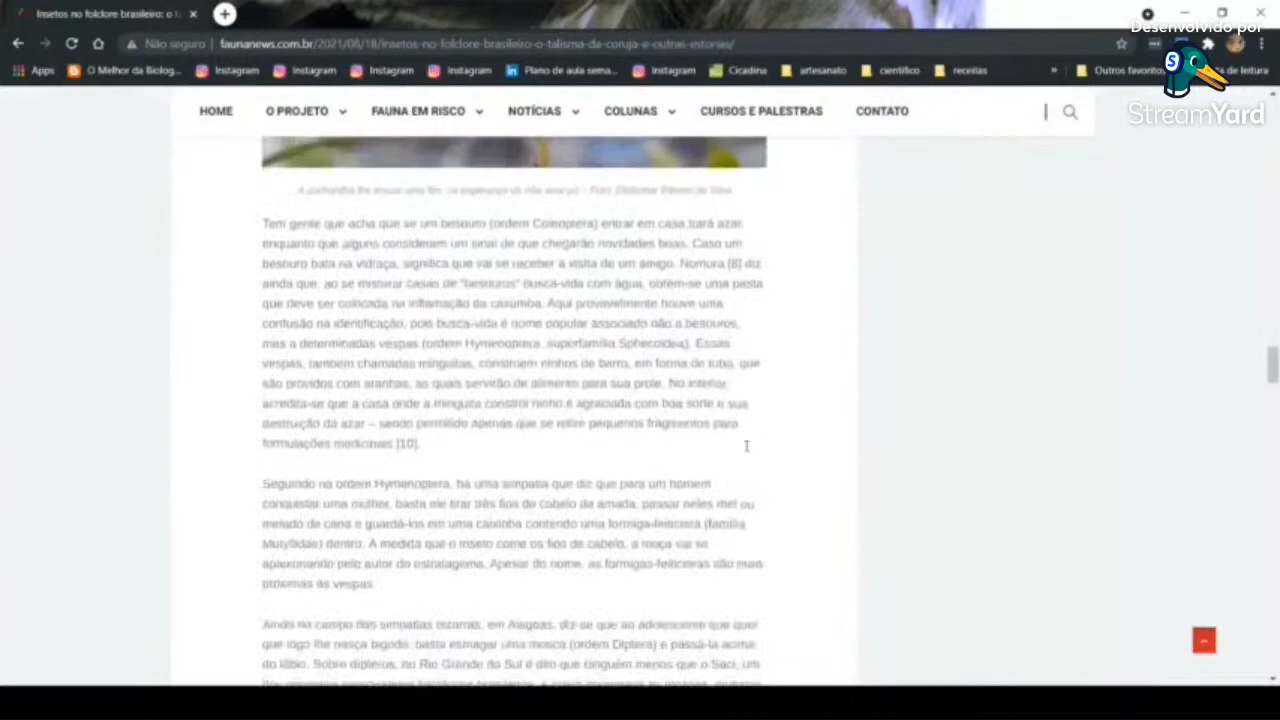 Insetos no folclore brasileiro: o t
Desenvolvido por
StreamYard
Não seguro | faunanews.com.br/2021/08/18/insetos-no-folclore-brasileiro-o-talisma-da-coruja-e-outras-estorias/
Apps O Melhor da Biolog... Instagram Instagram Instagram Instagram Plano de aula sema... Instagram Cicadina artesanato científico receitas » Outros favoritos de leitura
HOME O PROJETO FAUNA EM RISCO NOTÍCIAS COLUNAS CURSOS E PALESTRAS CONTATO
Tem gente que acha que se um besouro (ordem Coleoptera) entrar em casa trará azar,
enquanto que alguns consideram um sinal de que chegarão novidades boas. Caso um
besouro bata na vidraça, significa que vai se receber a visita de um amigo. Nomura [8] diz
ainda que, ao se misturar casas de "besouros" busca-vida com água, obtém-se uma pasta
que deve ser colocada na inflamação da caxumba. Aqui provavelmente houve uma
confusão na identificação, pois busca-vida é nome popular associado não a besouros,
mas a determinadas vespas (ordem Hymenoptera, superfamília Sphecoidea). Essas
vespas, também chamadas minguitas, constroem ninhos de barro, em forma de tubo, que
são providos com aranhas, as quais servirão de alimento para sua prole. No interior,
acredita-se que a casa onde a minguita constrói ninho é agraciada com boa sorte e sua
destruição dá azar – sendo permitido apenas que se retire pequenos fragmentos para
formulações medicinais [10].
Seguindo na ordem Hymenoptera, há uma simpatia que diz que para um homem
conquistar uma mulher, basta ele tirar três fios de cabelo da amada, passar neles mel ou
melado de cana e guardá-los em uma caixinha contendo uma formiga-feiticeira (família
Mutyllidae) dentro. À medida que o inseto come os fios de cabelo, a moça vai se
apaixonando pelo autor do estratagema. Apesar do nome, as formigas-feiticeiras são mais
próximas às vespas.
Ainda no campo das simpatias bizarras, em Alagoas, diz-se que ao adolescente que quer
que logo lhe nasça bigode, basta esmagar uma mosca (ordem Diptera) e passá-la acima
do lábio. Sobre dípteros, no Rio Grande do Sul é dito que ninguém menos que o Saci, um